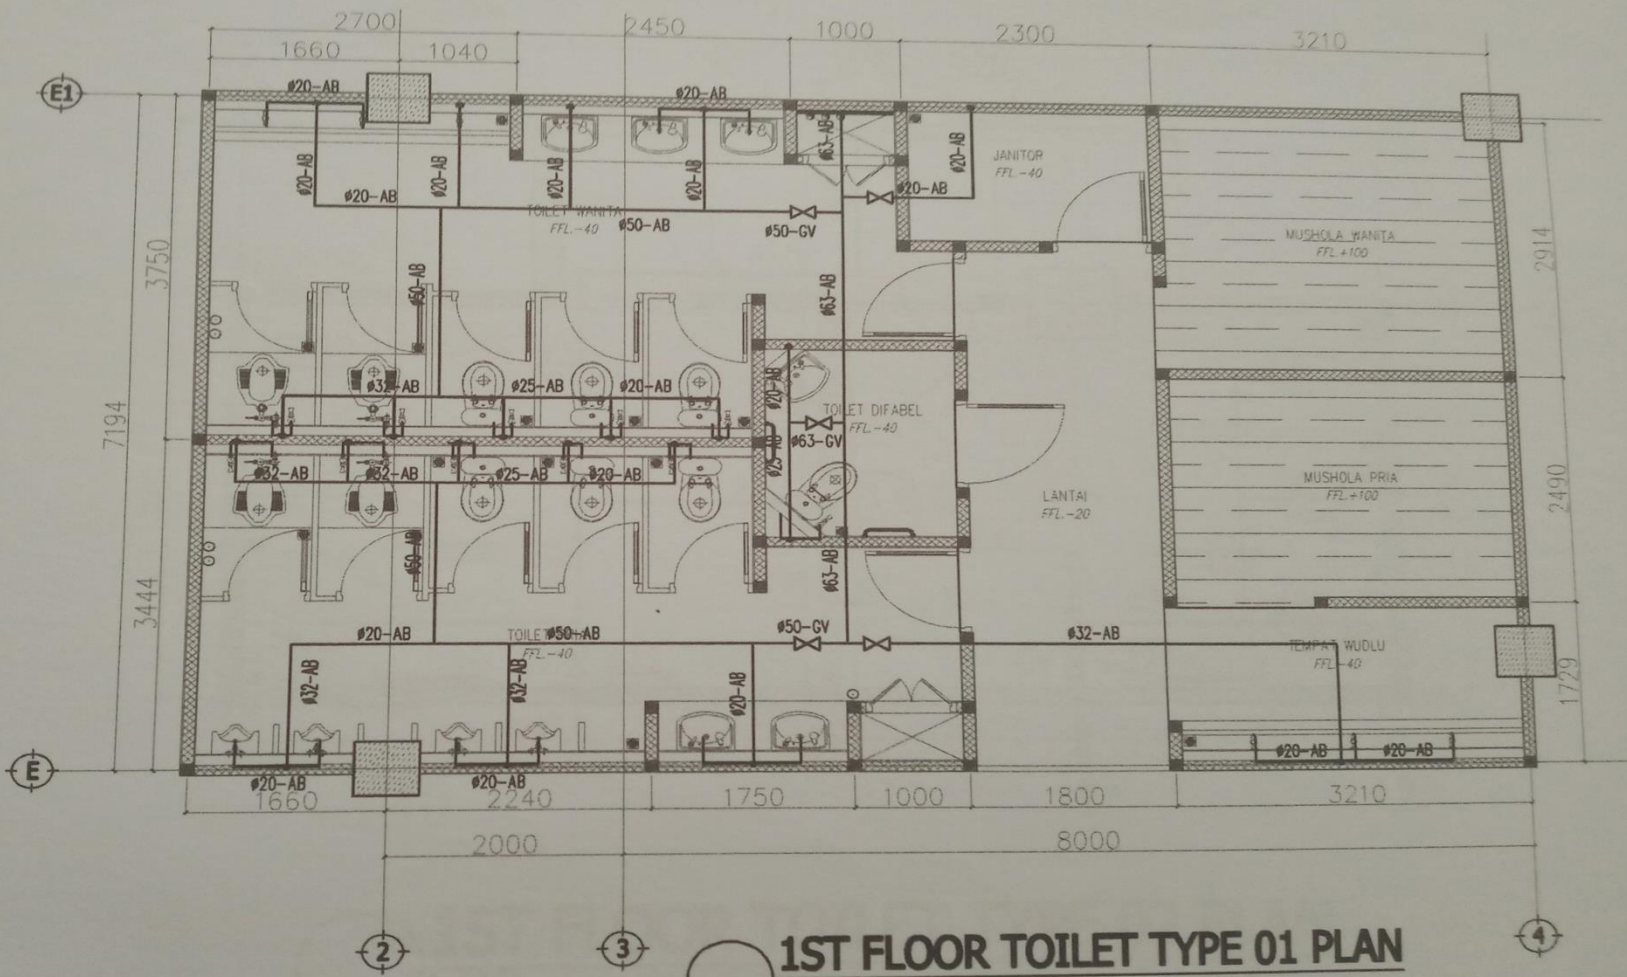 2700
2450
1000
2300
3210
1660
1040
E1
ø20-AB
ø20-AB
ø63-AB
ø20-AB
JANITOR
FFL.-40
ø20-AB
ø20-AB
ø20-AB
ø20-AB
ø20-AB
ø20-AB
TOILET WANITA
FFL.-40
ø50-AB
ø50-GV
MUSHOLA WANITA
FFL.+100
2914
3750
ø50-AB
ø63-AB
7194
ø32-AB
ø25-AB
ø20-AB
ø20-AB
TOILET DIFABEL
FFL.-40
ø63-GV
ø25-AB
ø32-AB
ø32-AB
ø25-AB
ø20-AB
LANTAI
FFL.-20
MUSHOLA PRIA
FFL.+100
2490
3444
ø50-AB
ø63-AB
ø20-AB
ø50-AB
FFL.-40
ø50-GV
ø32-AB
TEMPAT WUDLU
FFL-40
1729
ø32-AB
ø32-AB
ø20-AB
ø20-AB
ø20-AB
E
ø20-AB
ø20-AB
1660
2240
1750
1000
1800
3210
2000
8000
2
3
4
1ST FLOOR TOILET TYPE 01 PLAN